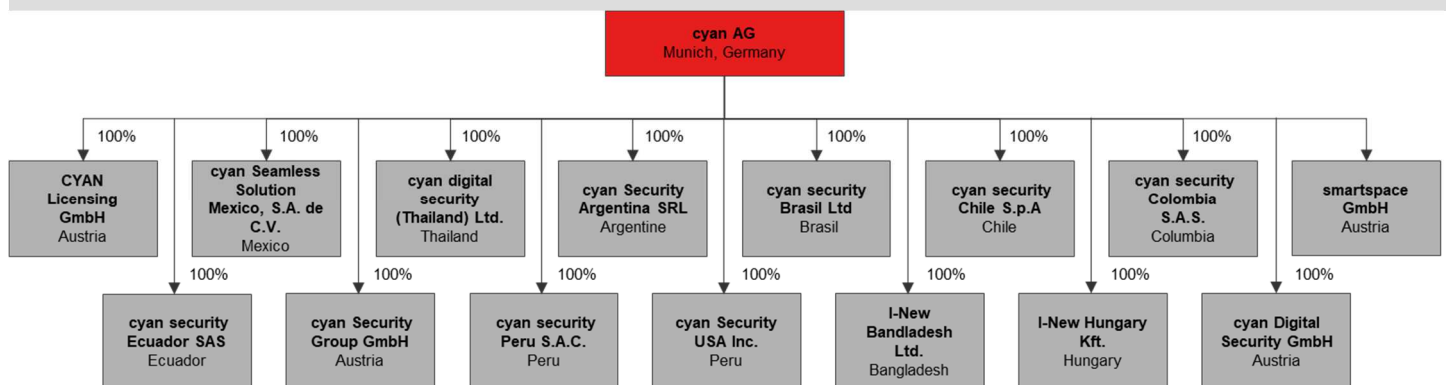 cyan AG
Munich, Germany
100%
100%
100%
100%
100%
100%
100%
CYAN
Licensing
GmbH
Austria
cyan Seamless
Solution
Mexico, S.A. de
C.V.
Mexico
cyan digital
security
(Thailand) Ltd.
Thailand
cyan Security
Argentina SRL
Argentine
cyan security
Brasil Ltd
Brasil
cyan security
Chile S.p.A
Chile
cyan security
Colombia
S.A.S.
Columbia
smartspace
GmbH
Austria
100%
100%
100%
100%
100%
100%
100%
cyan security
Ecuador SAS
Ecuador
cyan Security
Group GmbH
Austria
cyan security
Peru S.A.C.
Peru
cyan Security
USA Inc.
Peru
I-New
Bandladesh
Ltd.
Bangladesh
I-New Hungary
Kft.
Hungary
cyan Digital
Security GmbH
Austria